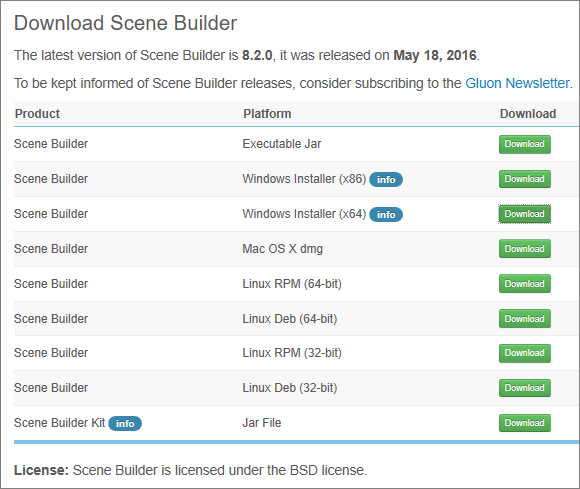 Download Scene Builder
The latest version of Scene Builder is 8.2.0, it was released on May 18, 2016.
To be kept informed of Scene Builder releases, consider subscribing to the Gluon Newsletter.
Product Platform Download
Scene Builder Executable Jar Download
Scene Builder Windows Installer (x86) info Download
Scene Builder Windows Installer (x64) info Download
Scene Builder Mac OS X dmg Download
Scene Builder Linux RPM (64-bit) Download
Scene Builder Linux Deb (64-bit) Download
Scene Builder Linux RPM (32-bit) Download
Scene Builder Linux Deb (32-bit) Download
Scene Builder Kit info Jar File Download
License: Scene Builder is licensed under the BSD license.